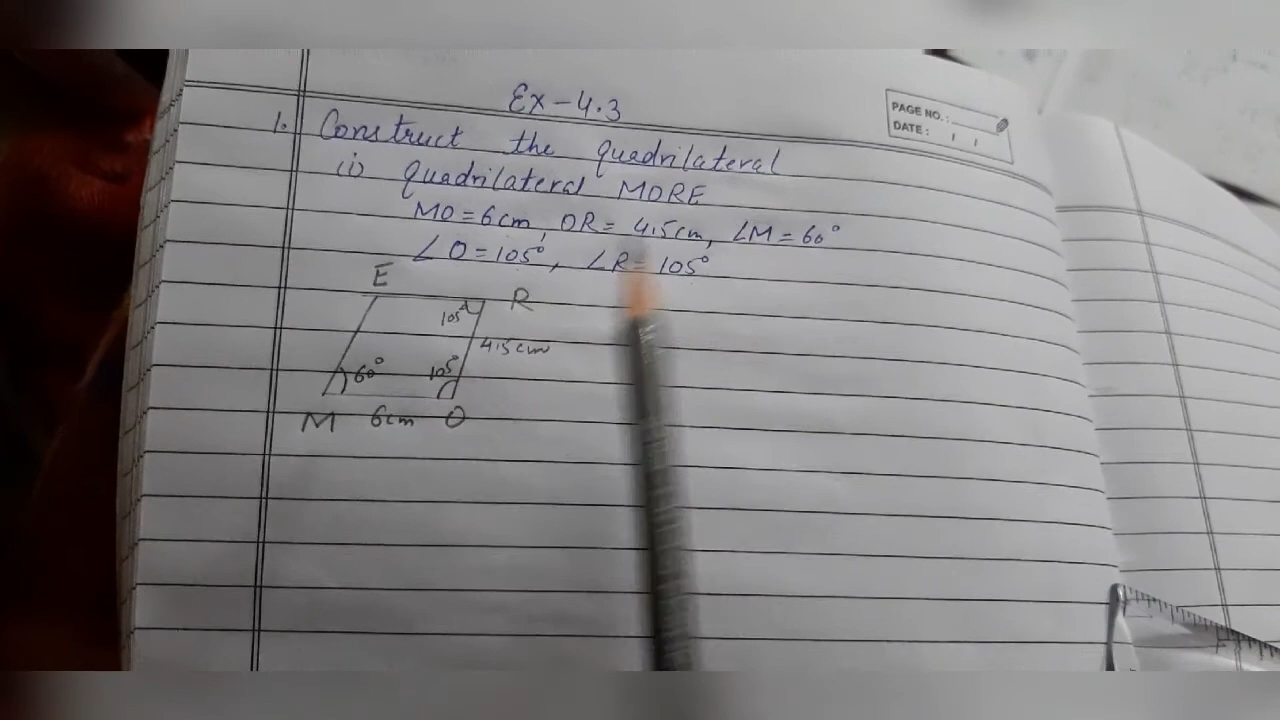 Ex-4.3
PAGE NO.:
DATE: / /
1. Construct the quadrilateral
(i) quadrilateral MORE
MO=6cm, OR=4.5cm, ∠M=60°
∠O=105°, ∠R=105°
E
R
105°
4.5cm
60°
105°
M 6cm O